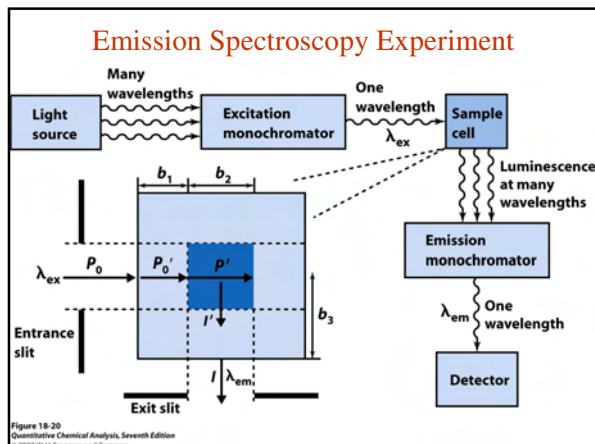 Emission Spectroscopy Experiment
Many
wavelengths
Light
source
Excitation
monochromator
One
wavelength
λex
Sample
cell
Luminescence
at many
wavelengths
Emission
monochromator
λem
One
wavelength
Detector
b1
b2
λex
P0
P0′
P′
I′
b3
Entrance
slit
I
λem
Exit slit
Figure 18-20
Quantitative Chemical Analysis, Seventh Edition